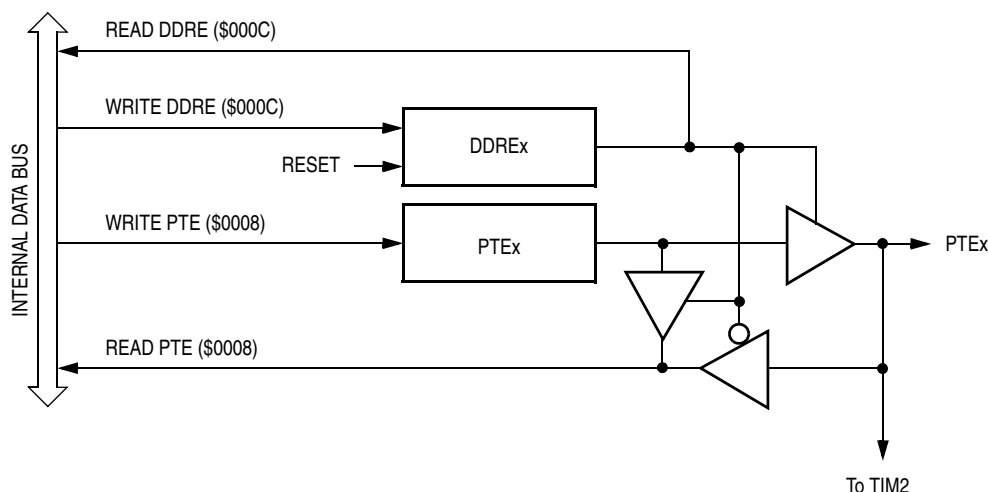 READ DDRE ($000C)
WRITE DDRE ($000C)
DDREx
RESET
INTERNAL DATA BUS
WRITE PTE ($0008)
PTEx
PTEx
READ PTE ($0008)
To TIM2